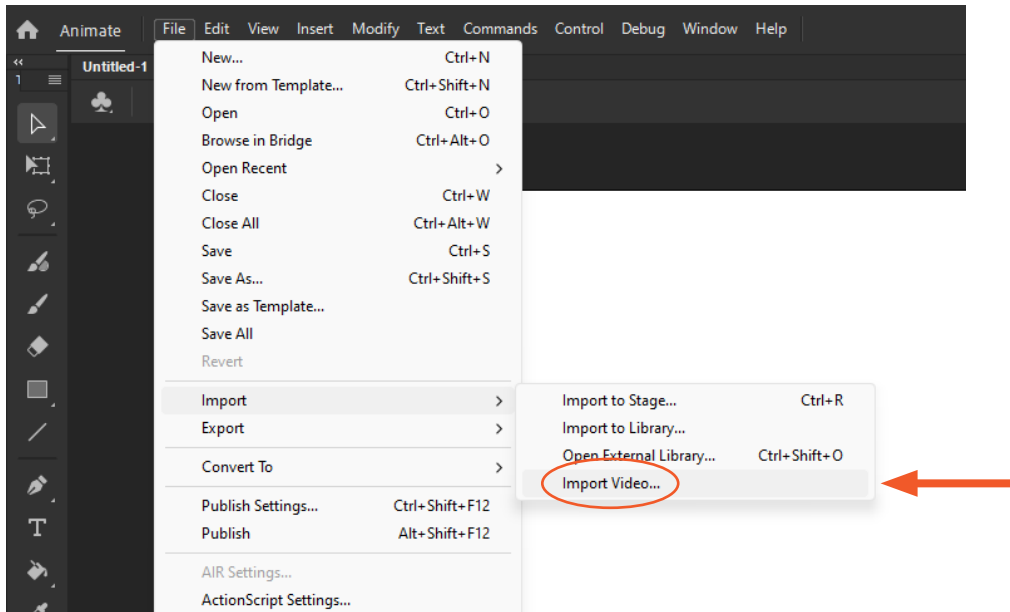 Animate File Edit View Insert Modify Text Commands Control Debug Window Help
Untitled-1
New... Ctrl+N
New from Template... Ctrl+Shift+N
Open Ctrl+O
Browse in Bridge Ctrl+Alt+O
Open Recent
Close Ctrl+W
Close All Ctrl+Alt+W
Save Ctrl+S
Save As... Ctrl+Shift+S
Save as Template...
Save All
Revert
Import
Export
Convert To
Publish Settings... Ctrl+Shift+F12
Publish Alt+Shift+F12
AIR Settings...
ActionScript Settings...
Import to Stage... Ctrl+R
Import to Library...
Open External Library... Ctrl+Shift+O
Import Video...